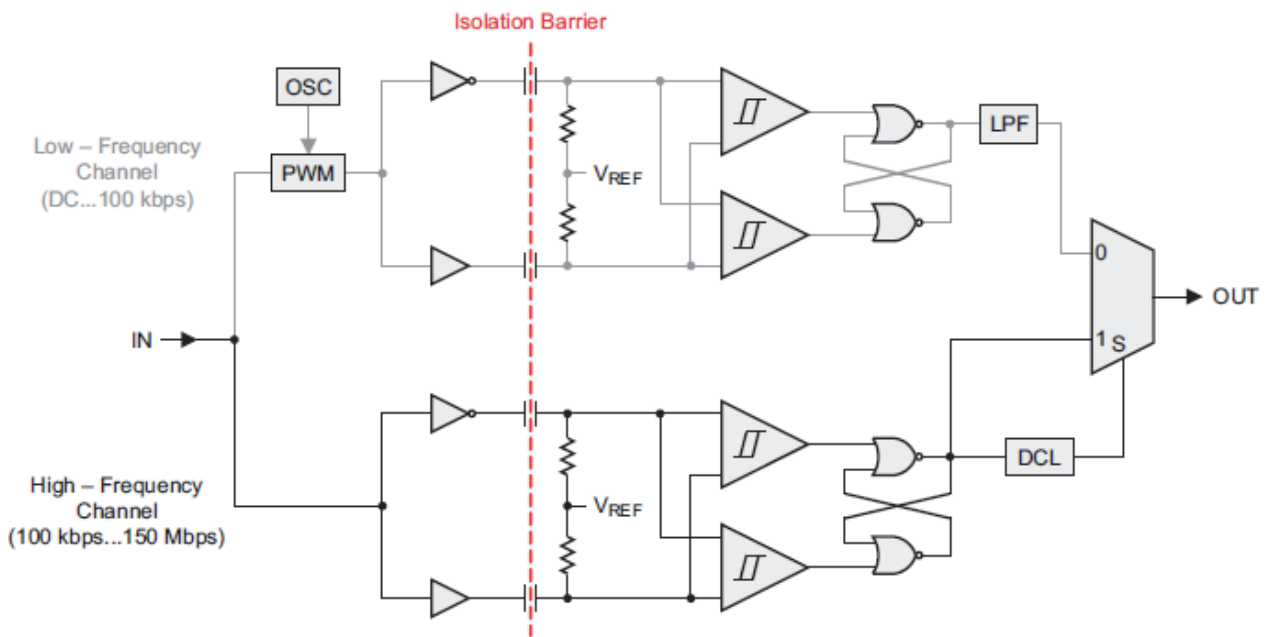 Isolation Barrier
OSC
Low – Frequency
Channel
(DC...100 kbps)
PWM
VREF
LPF
0
OUT
IN
1 S
High – Frequency
Channel
(100 kbps...150 Mbps)
VREF
DCL